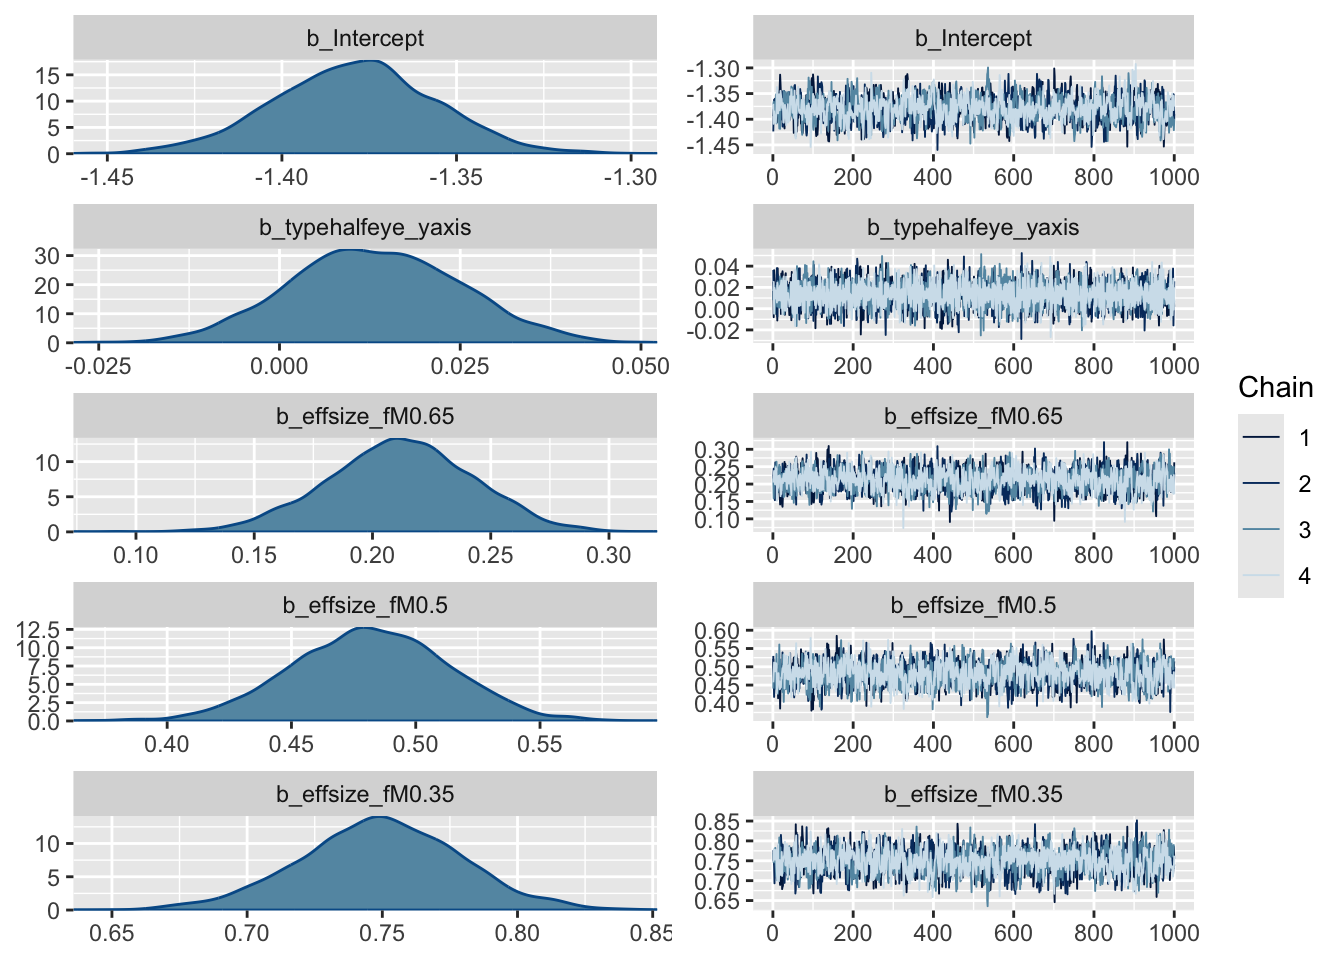 b_Intercept
15
10
5
0
-1.45 -1.40 -1.35 -1.30
b_Intercept
-1.30
-1.35
-1.40
-1.45
0 200 400 600 800 1000
b_typehalfeye_yaxis
30
20
10
0
-0.025 0.000 0.025 0.050
b_typehalfeye_yaxis
0.04
0.02
0.00
-0.02
0 200 400 600 800 1000
b_effsize_fM0.65
10
5
0
0.10 0.15 0.20 0.25 0.30
b_effsize_fM0.65
0.30
0.25
0.20
0.15
0.10
0 200 400 600 800 1000
b_effsize_fM0.5
12.5
10.0
7.5
5.0
2.5
0.0
0.40 0.45 0.50 0.55
b_effsize_fM0.5
0.60
0.55
0.50
0.45
0.40
0 200 400 600 800 1000
b_effsize_fM0.35
10
5
0
0.65 0.70 0.75 0.80 0.85
b_effsize_fM0.35
0.85
0.80
0.75
0.70
0.65
0 200 400 600 800 1000
Chain
1
2
3
4